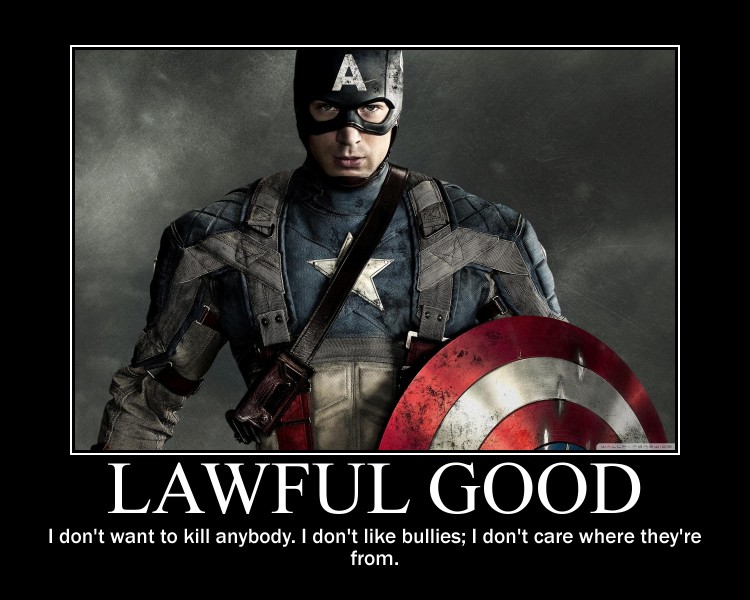 A
LAWFUL GOOD
I don't want to kill anybody. I don't like bullies; I don't care where they're
from.